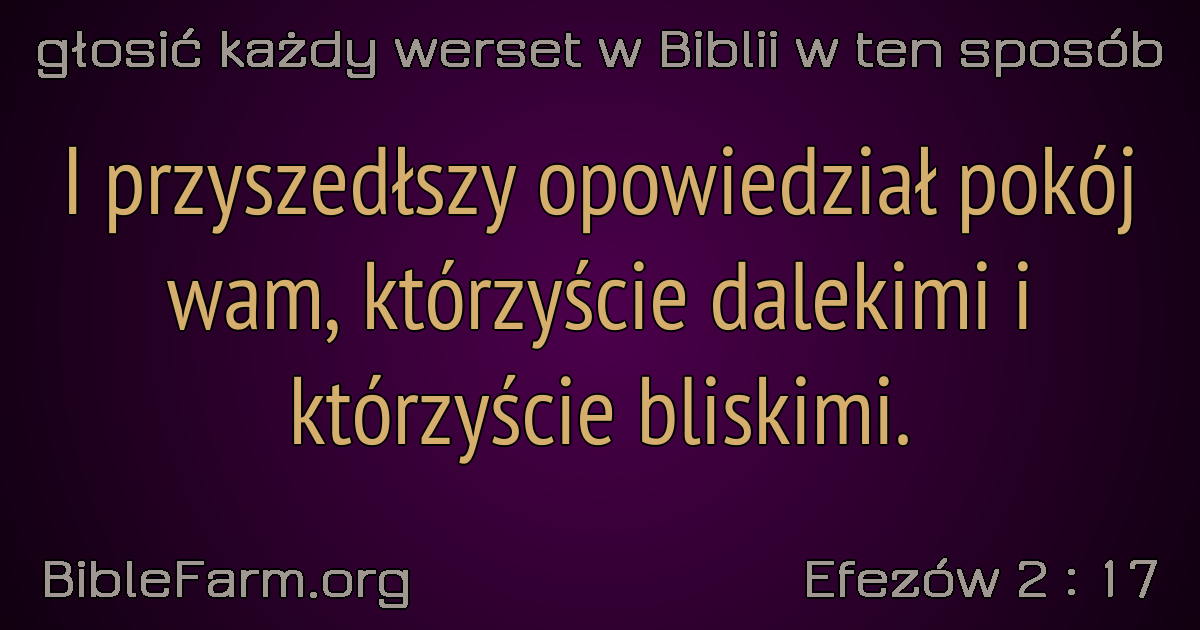 głosić każdy werset w Biblii w ten sposób
I przyszedłszy opowiedział pokój
wam, którzyście dalekimi i
którzyście bliskimi.
BibleFarm.org
Efezów 2 : 17